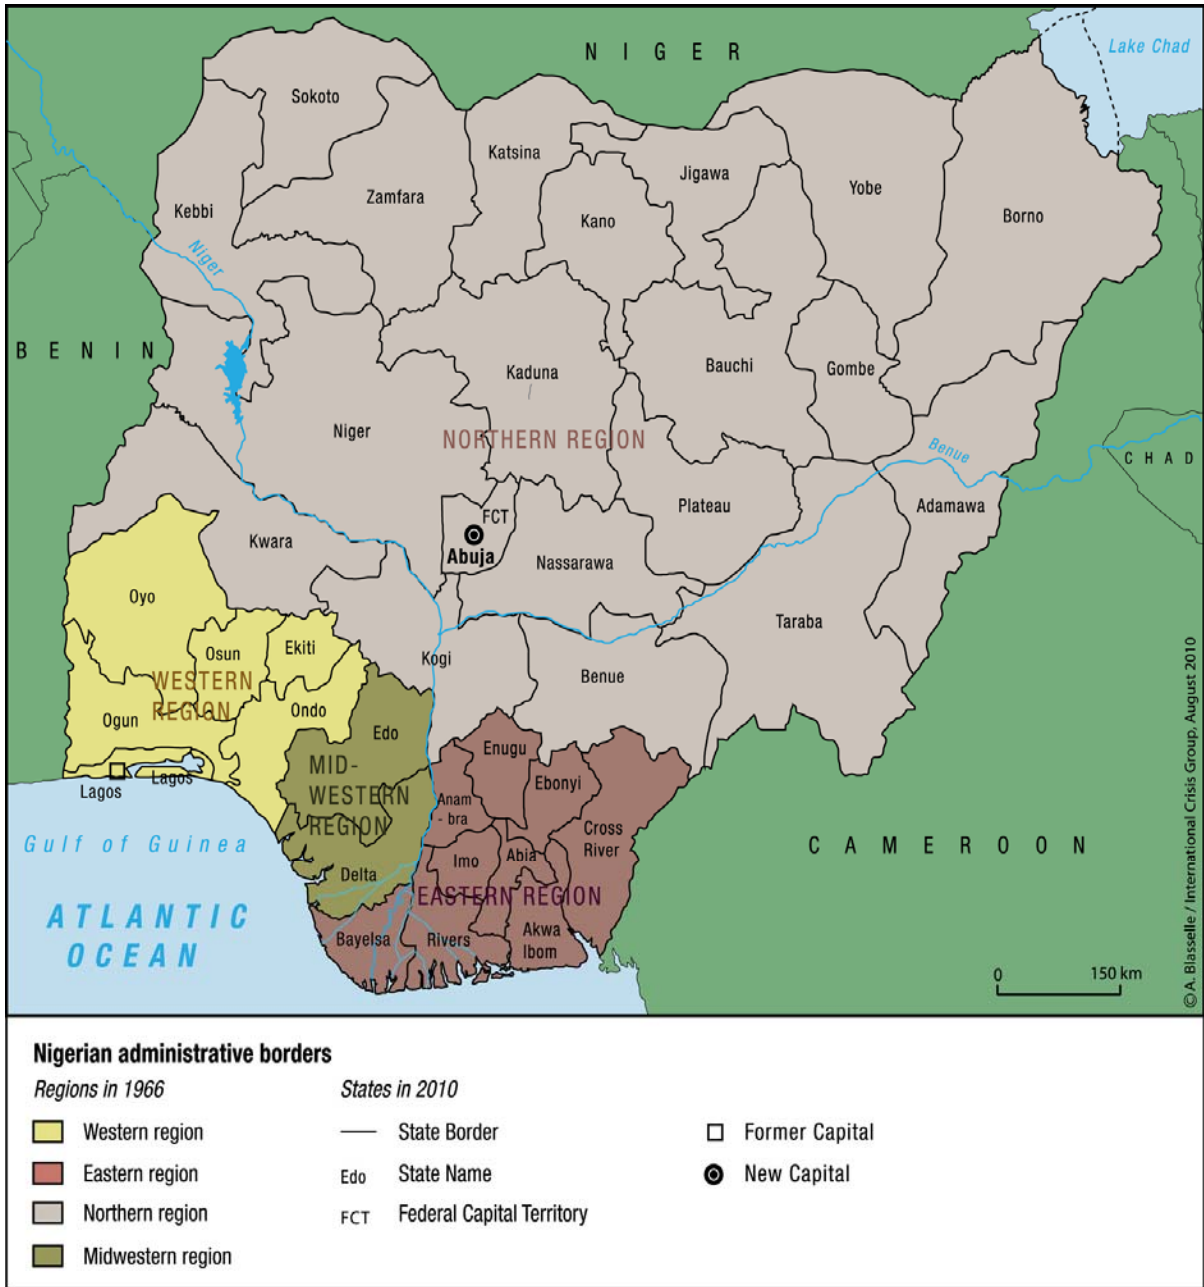 NIGER
Lake Chad
Sokoto
Katsina
Jigawa
Zamfara
Yobe
Kebbi
Kano
Borno
Niger
BENIN
Kaduna
Bauchi
Gombe
Niger
NORTHERN REGION
Benue
CHAD
Plateau
Adamawa
FCT
Abuja
Kwara
Nassarawa
Oyo
Taraba
Osun
Ekiti
Kogi
Benue
WESTERN
REGION
Ogun
Ondo
Edo
Enugu
MID-
WESTERN
REGION
Lagos
Lagos
Ebonyi
Anam
-bra
Cross
River
Gulf of Guinea
CAMEROON
Imo
Abia
Delta
EASTERN REGION
ATLANTIC
OCEAN
Bayelsa
Rivers
Akwa
Ibom
0 150 km
© A. Blasselle / International Crisis Group, August 2010
Nigerian administrative borders
Regions in 1966
States in 2010
Western region
State Border
Former Capital
Eastern region
Edo State Name
New Capital
Northern region
FCT Federal Capital Territory
Midwestern region